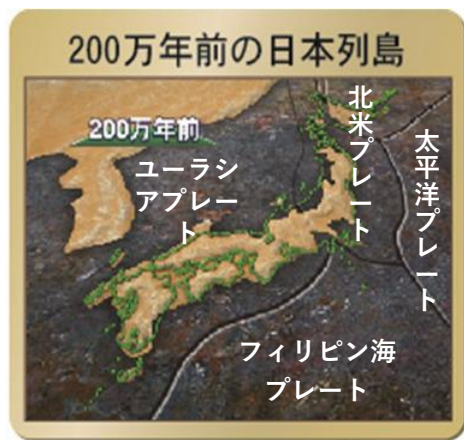 200万年前の日本列島
200万年前
ユーラシ
アプレー
ト
北米プレート
太平洋プレート
フィリピン海
プレート